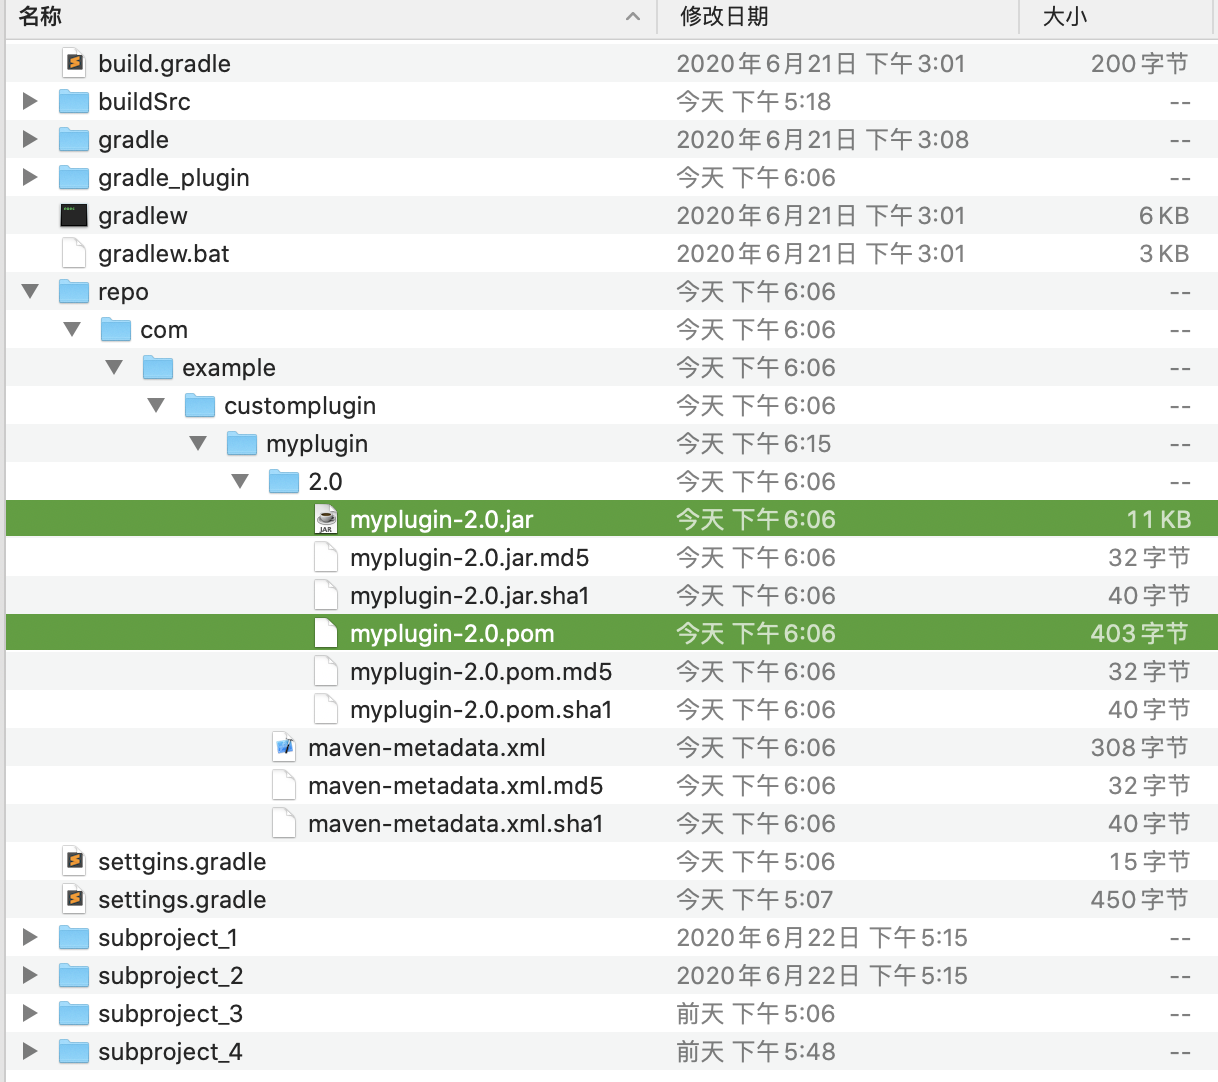 名称 修改日期 大小
build.gradle 2020年6月21日 下午3:01 200字节
buildSrc 今天 下午5:18 --
gradle 2020年6月21日 下午3:08 --
gradle_plugin 今天 下午6:06 --
gradlew 2020年6月21日 下午3:01 6 KB
gradlew.bat 2020年6月21日 下午3:01 3 KB
repo 今天 下午6:06 --
com 今天 下午6:06 --
example 今天 下午6:06 --
customplugin 今天 下午6:06 --
myplugin 今天 下午6:15 --
2.0 今天 下午6:06 --
JAR myplugin-2.0.jar 今天 下午6:06 11 KB
myplugin-2.0.jar.md5 今天 下午6:06 32字节
myplugin-2.0.jar.sha1 今天 下午6:06 40字节
myplugin-2.0.pom 今天 下午6:06 403字节
myplugin-2.0.pom.md5 今天 下午6:06 32字节
myplugin-2.0.pom.sha1 今天 下午6:06 40字节
maven-metadata.xml 今天 下午6:06 308字节
maven-metadata.xml.md5 今天 下午6:06 32字节
maven-metadata.xml.sha1 今天 下午6:06 40字节
settgins.gradle 今天 下午5:06 15字节
settings.gradle 今天 下午5:07 450字节
subproject_1 2020年6月22日 下午5:15 --
subproject_2 2020年6月22日 下午5:15 --
subproject_3 前天 下午5:06 --
subproject_4 前天 下午5:48 --